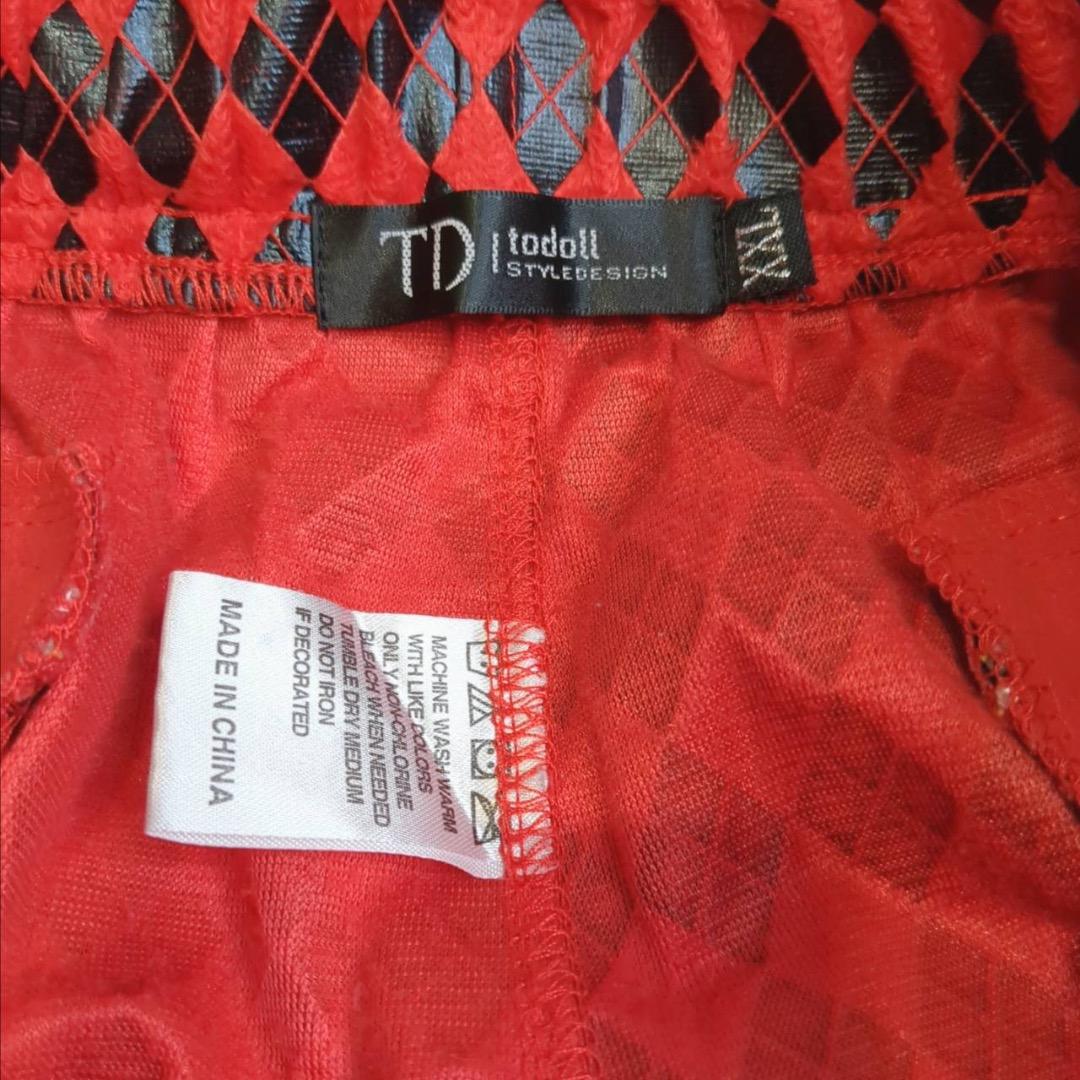 TD
todoll
STYLEDESIGN
XXL
MACHINE WASH WARM
WITH LIKE COLORS
ONLY NON-CHLORINE
BLEACH WHEN NEEDED
TUMBLE DRY MEDIUM
DO NOT IRON
IF DECORATED
MADE IN CHINA